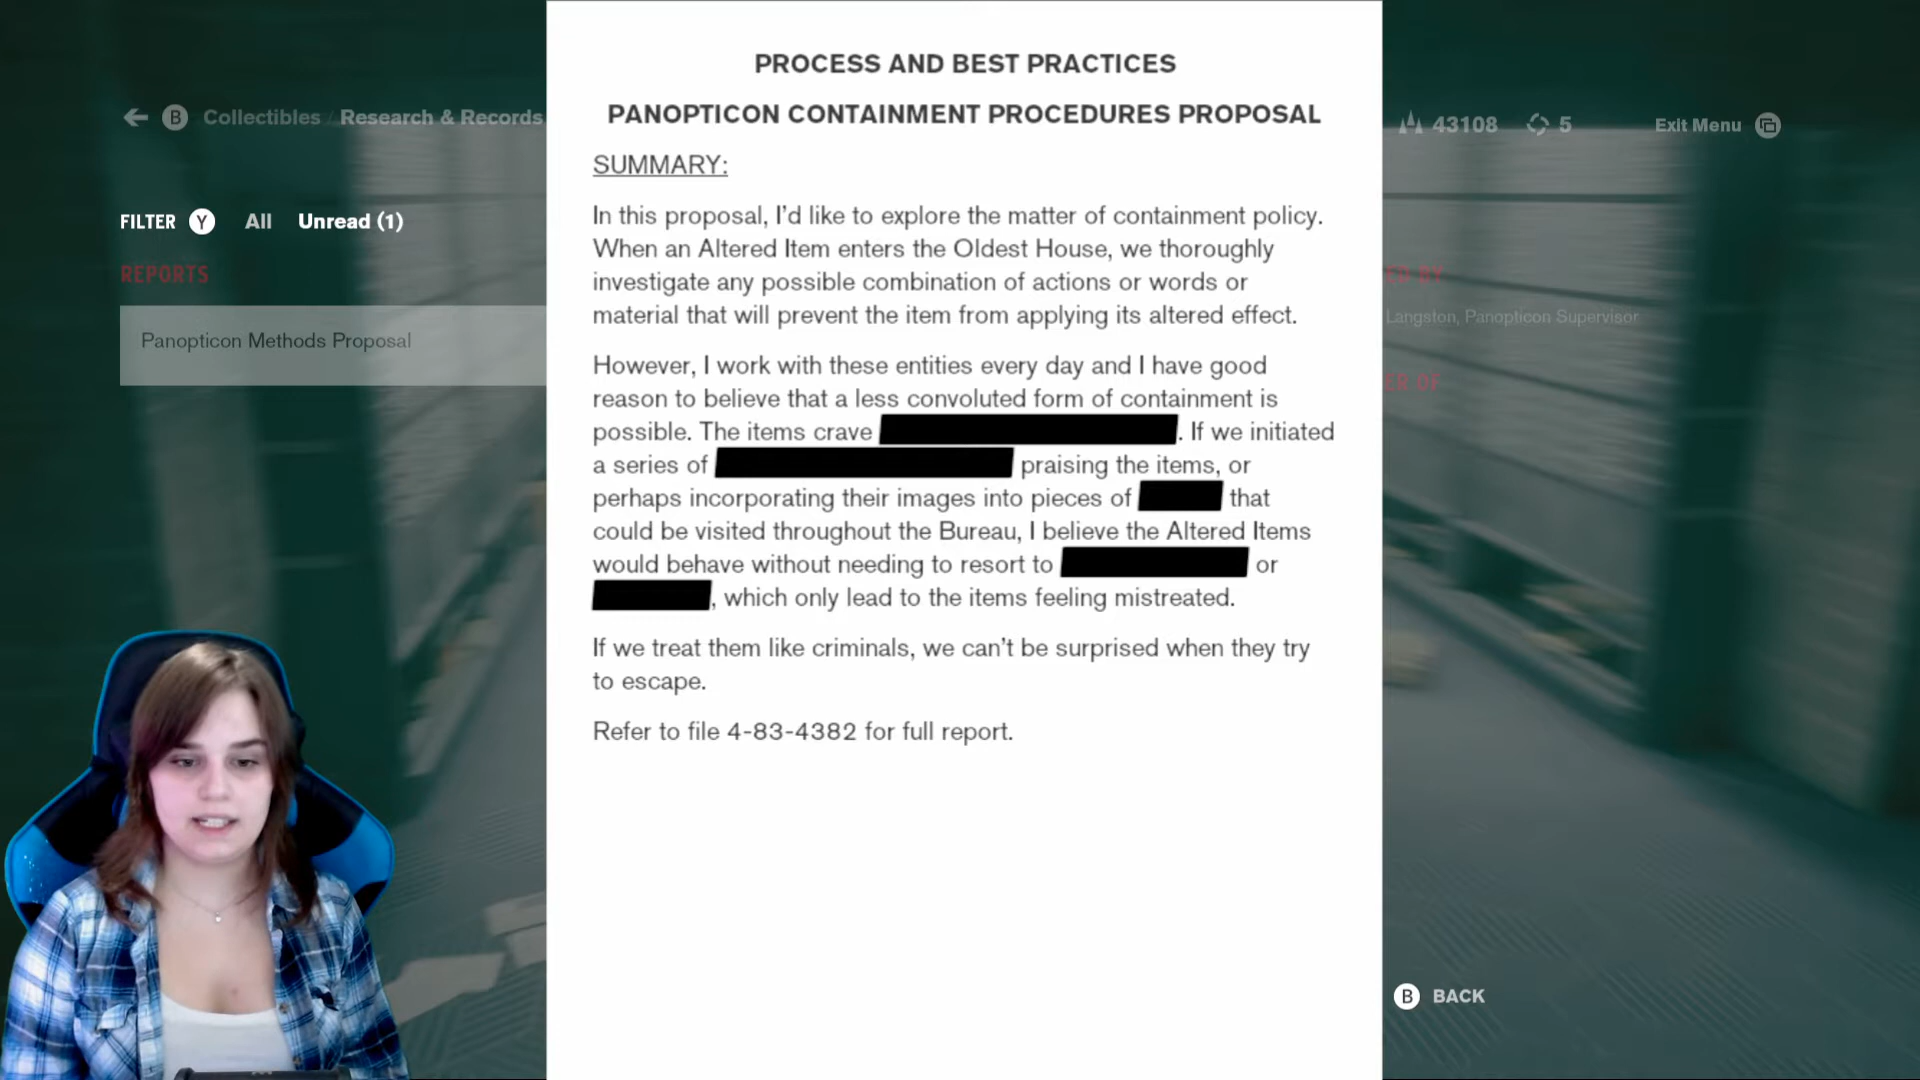 PROCESS AND BEST PRACTICES
PANOPTICON CONTAINMENT PROCEDURES PROPOSAL
SUMMARY:
In this proposal, I'd like to explore the matter of containment policy.
When an Altered Item enters the Oldest House, we thoroughly
investigate any possible combination of actions or words or
material that will prevent the item from applying its altered effect.
However, I work with these entities every day and I have good
reason to believe that a less convoluted form of containment is
possible. The items crave . If we initiated
a series of praising the items, or
perhaps incorporating their images into pieces of that
could be visited throughout the Bureau, I believe the Altered Items
would behave without needing to resort to or
, which only lead to the items feeling mistreated.
If we treat them like criminals, we can't be surprised when they try
to escape.
Refer to file 4-83-4382 for full report.
B Collectibles / Research & Records
FILTER Y All Unread (1)
REPORTS
Panopticon Methods Proposal
43108 5 Exit Menu
ED BY
Langston, Panopticon Supervisor
ER OF
B BACK